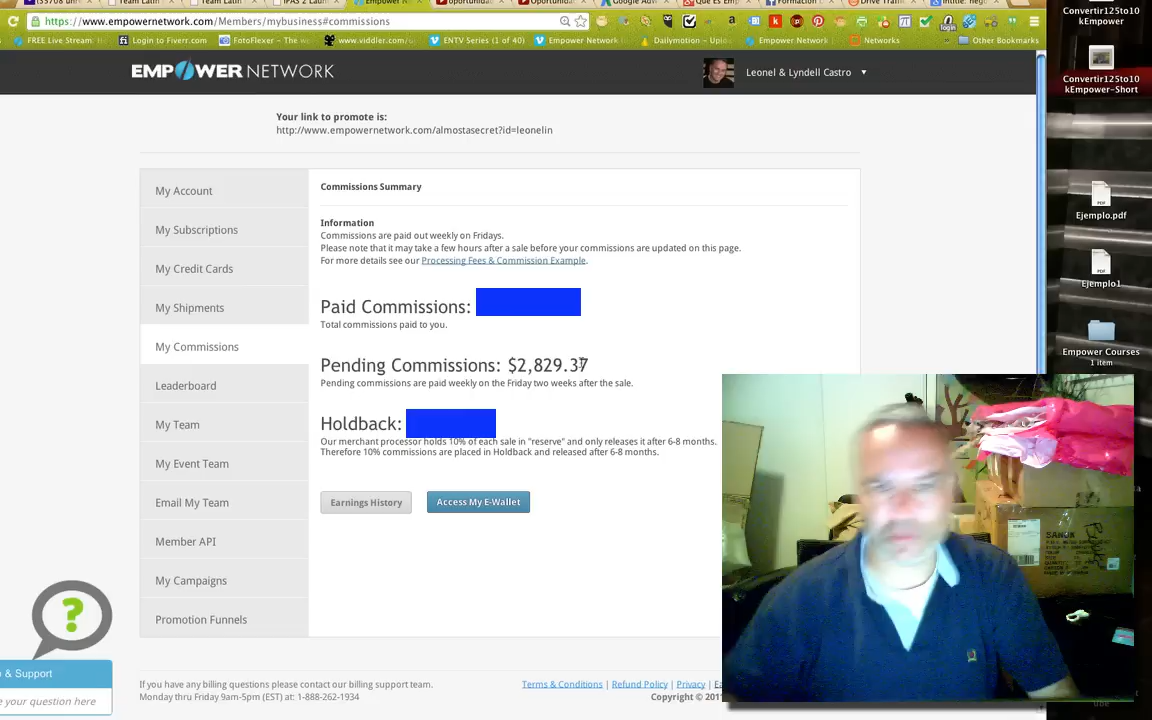 Empower N
https://www.empowernetwork.com/Members/mybusiness#commissions
FREE Live Stream:
Login to Fiverr.com
FotoFlexer - The
www.viddler.com/
ENTV Series (1 of 40)
Empower Network
Dailymotion - Uplo
Empower Network
Networks
Other Bookmarks
EMPOWER NETWORK
Leonel & Lyndell Castro
Your link to promote is:
http://www.empowernetwork.com/almostasecret?id=leonelin
My Account
My Subscriptions
My Credit Cards
My Shipments
My Commissions
Leaderboard
My Team
My Event Team
Email My Team
Member API
My Campaigns
Promotion Funnels
Commissions Summary
Information
Commissions are paid out weekly on Fridays.
Please note that it may take a few hours after a sale before your commissions are updated on this page.
For more details see our Processing Fees & Commission Example.
Paid Commissions:
Total commissions paid to you.
Pending Commissions: $2,829.37
Pending commissions are paid weekly on the Friday two weeks after the sale.
Holdback:
Our merchant processor holds 10% of each sale in "reserve" and only releases it after 6-8 months.
Therefore 10% commissions are placed in Holdback and released after 6-8 months.
Earnings History
Access My E-Wallet
& Support
e your question here
If you have any billing questions please contact our billing support team.
Monday thru Friday 9am-5pm (EST) at: 1-888-262-1934
Terms & Conditions | Refund Policy | Privacy |
Copyright © 201
Convertir125to10
kEmpower
Convertir125to10
kEmpower-Short
Ejemplo.pdf
Ejemplo1
Empower Courses
1 item